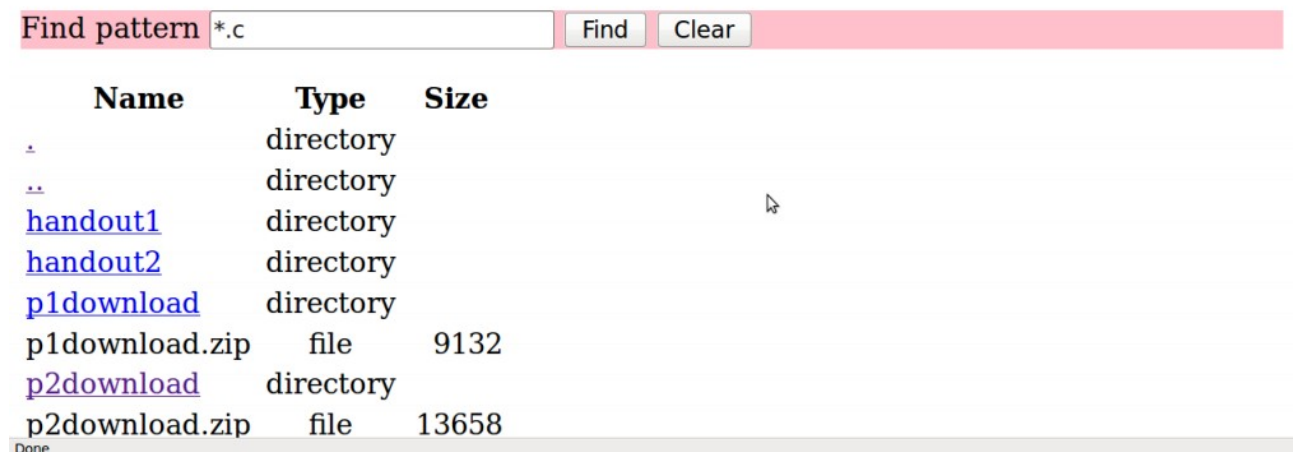 Find pattern *.c Find Clear
Name Type Size
. directory
.. directory
handout1 directory
handout2 directory
p1download directory
p1download.zip file 9132
p2download directory
p2download.zip file 13658
Done